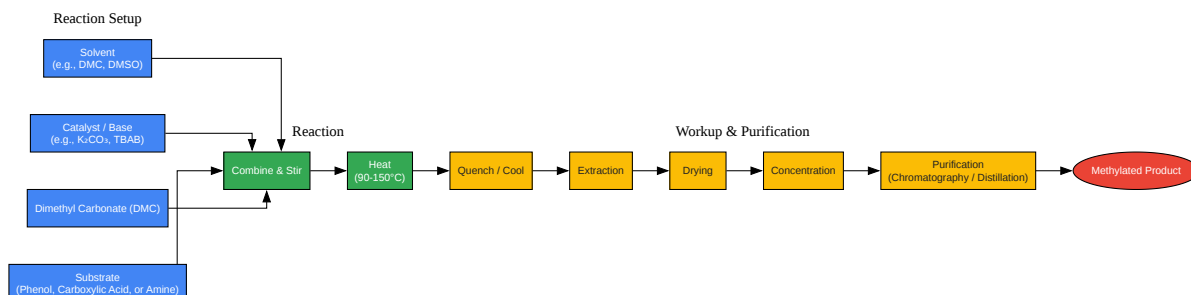 Reaction Setup
Solvent
(e.g., DMC, DMSO)
Catalyst / Base
(e.g., K₂CO₃, TBAB)
Dimethyl Carbonate (DMC)
Substrate
(Phenol, Carboxylic Acid, or Amine)
Reaction
Combine & Stir
Heat
(90-150°C)
Workup & Purification
Quench / Cool
Extraction
Drying
Concentration
Purification
(Chromatography / Distillation)
Methylated Product